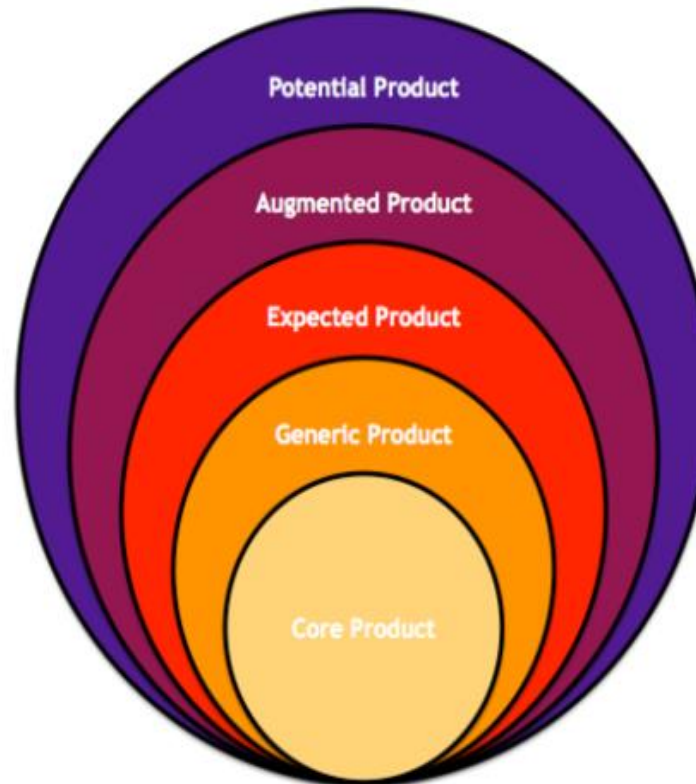 Potential Product
Augmented Product
Expected Product
Generic Product
Core Product